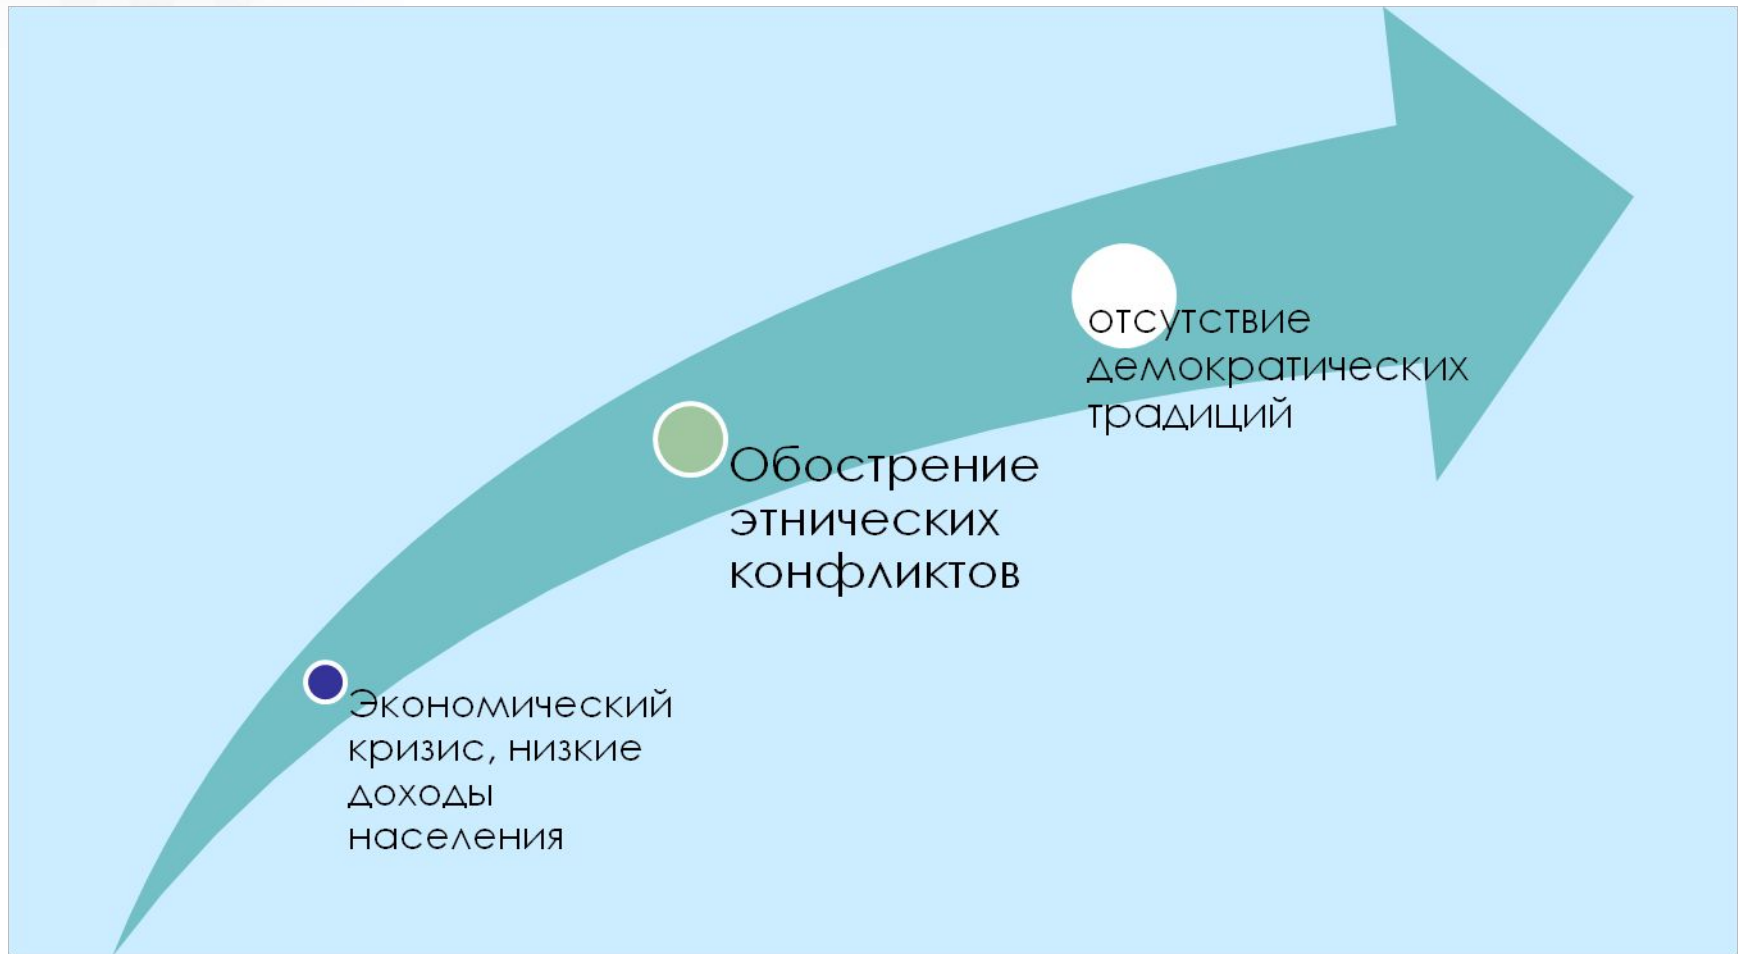 отсутствие
демократических
традиций
Обострение
этнических
конфликтов
Экономический
кризис, низкие
доходы
населения